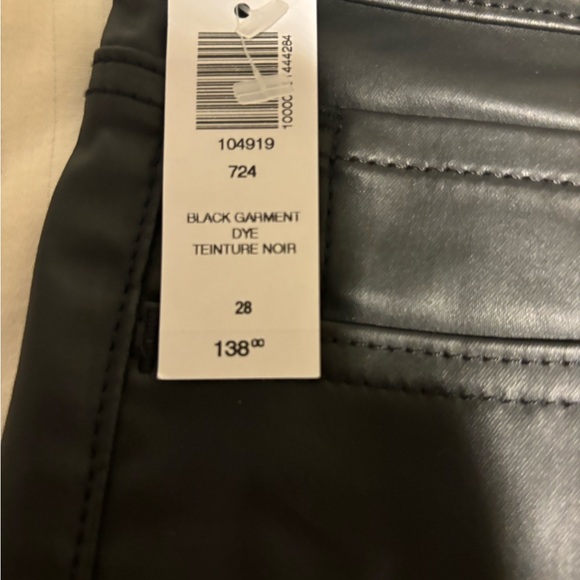 104919
724
BLACK GARMENT
DYE
TEINTURE NOIR
28
138⁰⁰